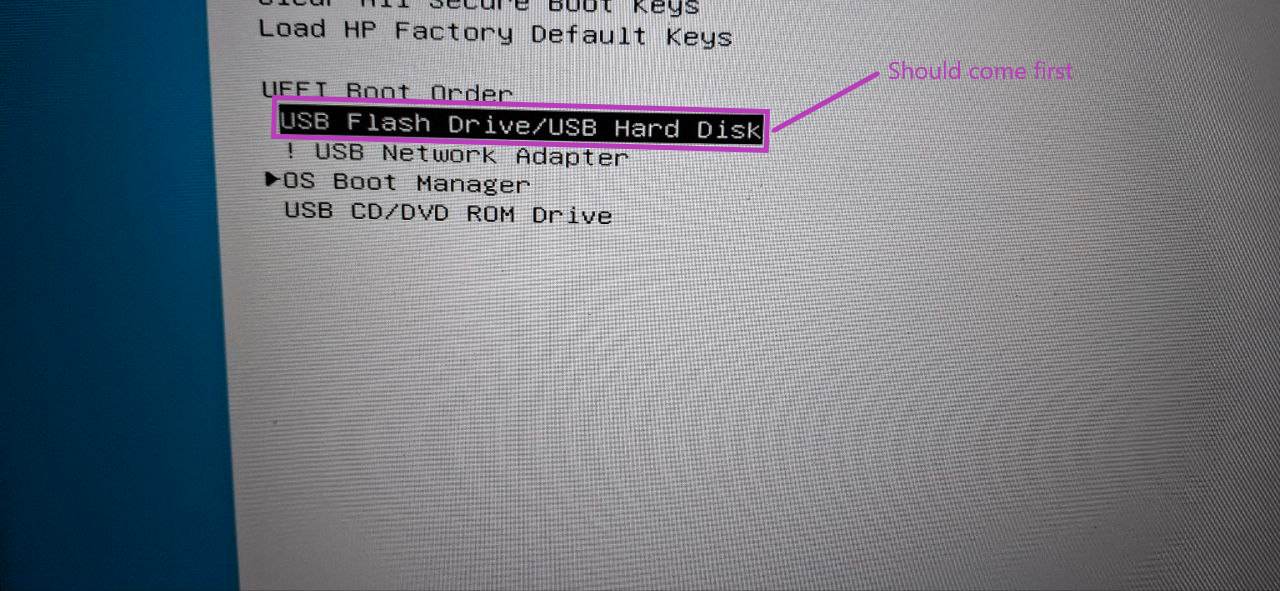 Clear All Secure Boot Keys
Load HP Factory Default Keys
Should come first
UEFI Boot Order
USB Flash Drive/USB Hard Disk
! USB Network Adapter
▶OS Boot Manager
USB CD/DVD ROM Drive